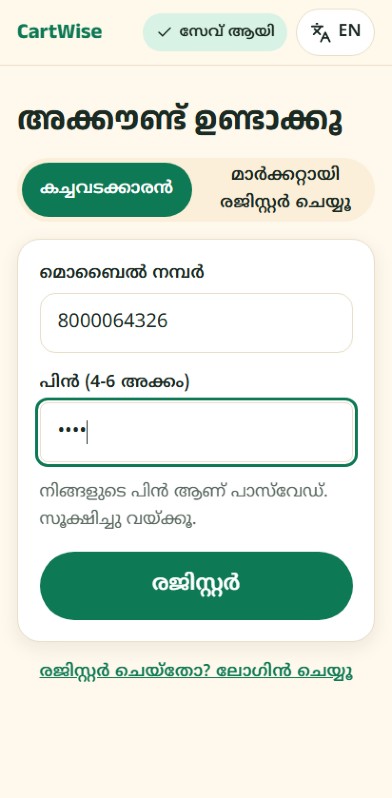 CartWise
സേവ് ആയി
EN
അക്കൗണ്ട് ഉണ്ടാക്കൂ
കച്ചവടക്കാരൻ
മാർക്കറ്റായി
രജിസ്റ്റർ ചെയ്യൂ
മൊബൈൽ നമ്പർ
8000064326
പിൻ (4-6 അക്കം)
••••
നിങ്ങളുടെ പിൻ ആണ് പാസ്‌വേഡ്.
സൂക്ഷിച്ചു വയ്ക്കൂ.
രജിസ്റ്റർ
രജിസ്റ്റർ ചെയ്തോ? ലോഗിൻ ചെയ്യൂ